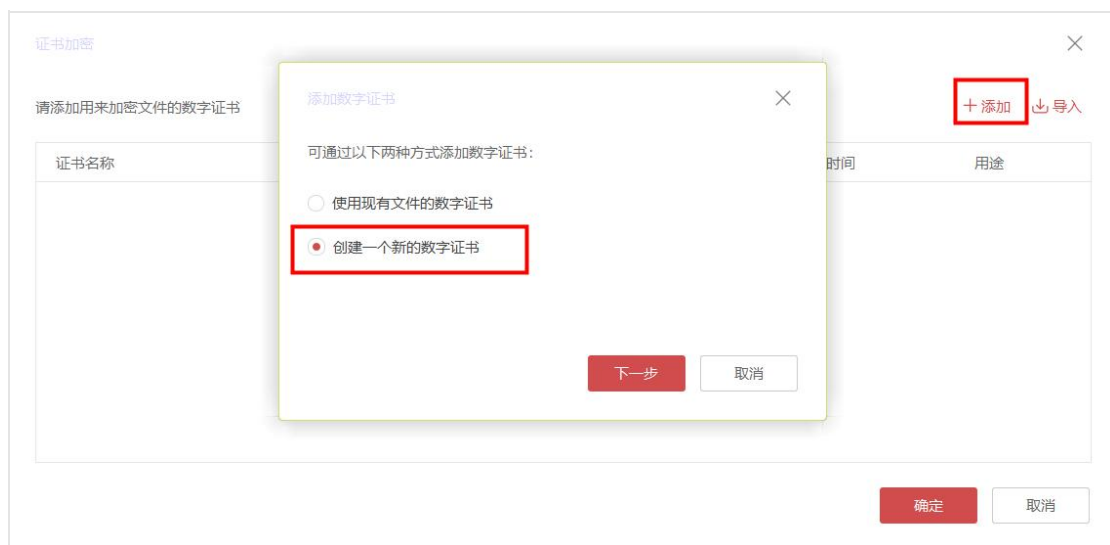 证书加密
请添加用来加密文件的数字证书
添加
导入
证书名称
时间
用途
添加数字证书
可通过以下两种方式添加数字证书：
使用现有文件的数字证书
创建一个新的数字证书
下一步
取消
确定
取消